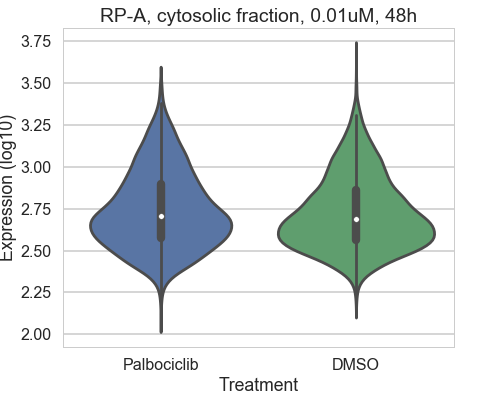 RP-A, cytosolic fraction, 0.01uM, 48h
3.75
3.50
3.25
3.00
2.75
2.50
2.25
2.00
Expression (log10)
Palbociclib DMSO
Treatment